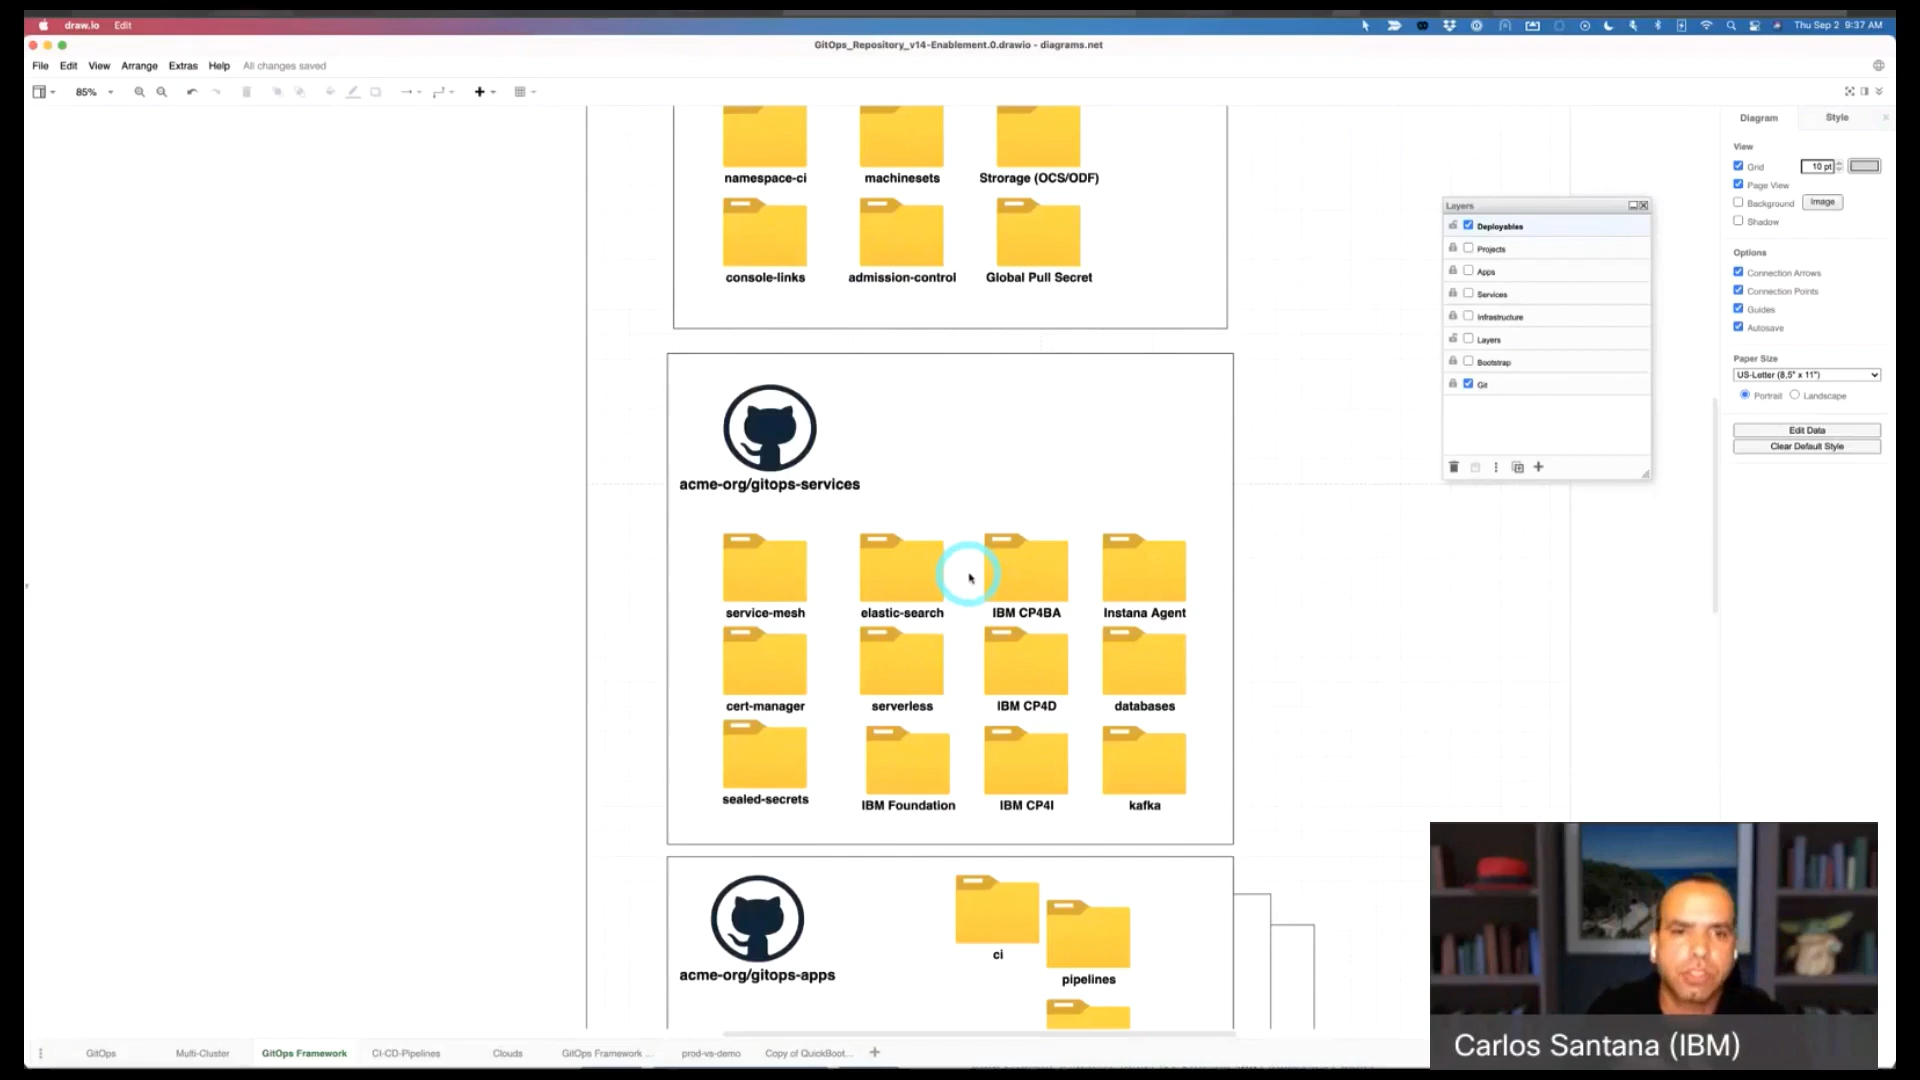 draw.io Edit
Thu Sep 2 9:37 AM
GitOps_Repository_v14-Enablement.0.drawio - diagrams.net
File Edit View Arrange Extras Help All changes saved
85%
Diagram Style
View
Grid 10 pt
Page View
Background Image
Shadow
Options
Connection Arrows
Connection Points
Guides
Autosave
Paper Size
US-Letter (8,5" x 11")
Portrait Landscape
Edit Data
Clear Default Style
Layers
Deployables
Projects
Apps
Services
Infrastructure
Layers
Bootstrap
Git
namespace-ci machinesets Strorage (OCS/ODF)
console-links admission-control Global Pull Secret
acme-org/gitops-services
service-mesh elastic-search IBM CP4BA Instana Agent
cert-manager serverless IBM CP4D databases
sealed-secrets IBM Foundation IBM CP4I kafka
ci
acme-org/gitops-apps pipelines
GitOps Multi-Cluster GitOps Framework CI-CD-Pipelines Clouds GitOps Framework ... prod-vs-demo Copy of QuickBoot...
Carlos Santana (IBM)